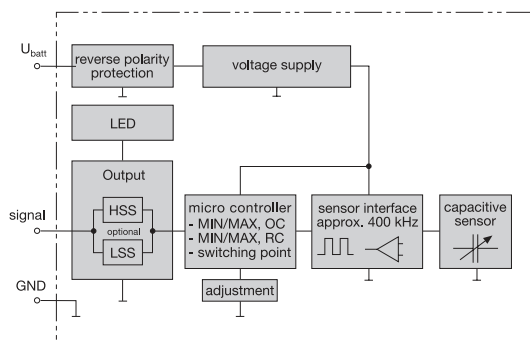 U_batt
reverse polarity
protection
voltage supply
LED
Output
HSS
optional
LSS
signal
GND
micro controller
- MIN/MAX, OC
- MIN/MAX, RC
- switching point
adjustment
sensor interface
approx. 400 kHz
capacitive
sensor